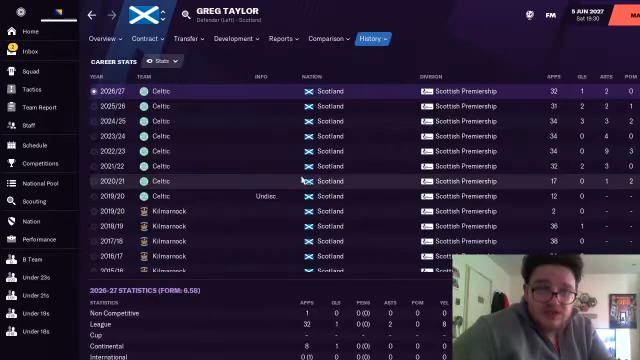 GREG TAYLOR
Defender (Left) - Scotland
FM
5 JUN 2027
Sat 19:30
Home
Overview
Contract
Transfer
Development
Reports
Comparison
History
Inbox
CAREER STATS
Stats
Squad
YEAR TEAM INFO NATION DIVISION APPS GLS ASTS POM
Tactics
2026/27 Celtic Scotland Scottish Premiership 32 1 2 0
Team Report
2025/26 Celtic Scotland Scottish Premiership 31 2 2 1
Staff
2024/25 Celtic Scotland Scottish Premiership 34 3 3 2
2023/24 Celtic Scotland Scottish Premiership 34 0 4 0
Schedule
2022/23 Celtic Scotland Scottish Premiership 34 0 9 3
Competitions
2021/22 Celtic Scotland Scottish Premiership 32 2 3 0
National Pool
2020/21 Celtic Scotland Scottish Premiership 17 0 1 2
Scouting
2019/20 Celtic Undisc. Scotland Scottish Premiership 12 0 - -
2019/20 Kilmarnock Scotland Scottish Premiership 2 0 - -
Nation
2018/19 Kilmarnock Scotland Scottish Premiership 36 1 - -
Performance
2017/18 Kilmarnock Scotland Scottish Premiership 38 0 - -
B Team
2016/17 Kilmarnock Scotland Scottish Premiership
2015/16 Kilmarnock Scotland
Under 23s
Under 21s
2026-27 STATISTICS (FORM: 6.58)
APPS GLS PENG ASTS POM YEL
Under 19s
Non Competitive 1 0
League 32 1 0 (0) 2 0 8
Under 18s
Cup
Continental 8 1 0 (0)
International 0 (1) 0